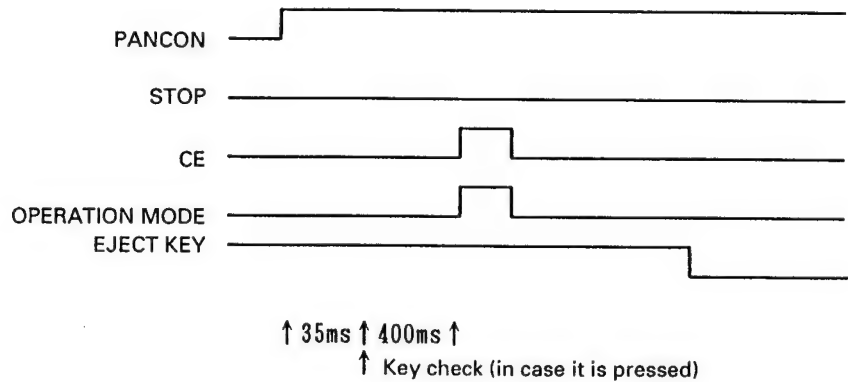 PANCON
STOP
CE
OPERATION MODE
EJECT KEY
↑ 35ms ↑ 400ms ↑
↑ Key check (in case it is pressed)